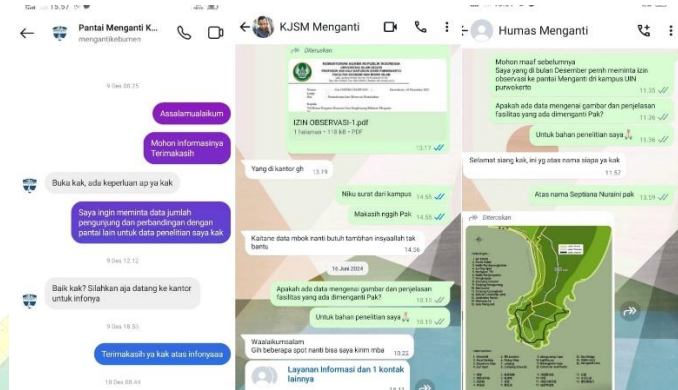 Pantai Menganti K...
mengantikebumen
9 Des 00.75
Assalamualaikum
Mohon informasinya
Terimakasih
Buka kak, ada keperluan ap ya kak
Saya ingin meminta data jumlah
pengunjung dan perbandingan dengan
pantai lain untuk data penelitian saya kak
9 Des 12.12
Baik kak? Silahkan aja datang ke kantor
untuk infonya
9 Des 18.55
Terimakasih ya kak atas infonyaaa
18 Des 08.44
KJSM Menganti
Diteruskan
IZIN OBSERVASI-1.pdf
1 halaman • 118 kB • PDF
13.17
Yang di kantor gh 13.19
Niku surat dari kampus 14.55
Makasih nggih Pak 14.55
Kaitane data mbok nanti butuh tambhan insyaallah tak
bantu 14.56
16 Juni 2024
Apakah ada data mengenai gambar dan penjelasan
fasilitas yang ada dimenganti Pak? 10.15
Untuk bahan penelitian saya 10.15
Waalaikumsalam
Gih beberapa spot nanti bisa saya kirim mba 10.22
Layanan Informasi dan 1 kontak
lainnya
Humas Menganti
Mohon maaf sebelumnya
Saya yang di bulan Desember pernh meminta izin
observasi ke pantai Menganti dri kampus UIN
purwokerto 11.35
Apakah ada data mengenai gambar dan penjelasan
fasilitas yang ada dimenganti Pak? 11.36
Untuk bahan penelitian saya 11.36
Selamat siang kak, ini yg atas nama siapa ya kak
11.57
Atas nama Septiana Nuraini pak 13.59
Diteruskan